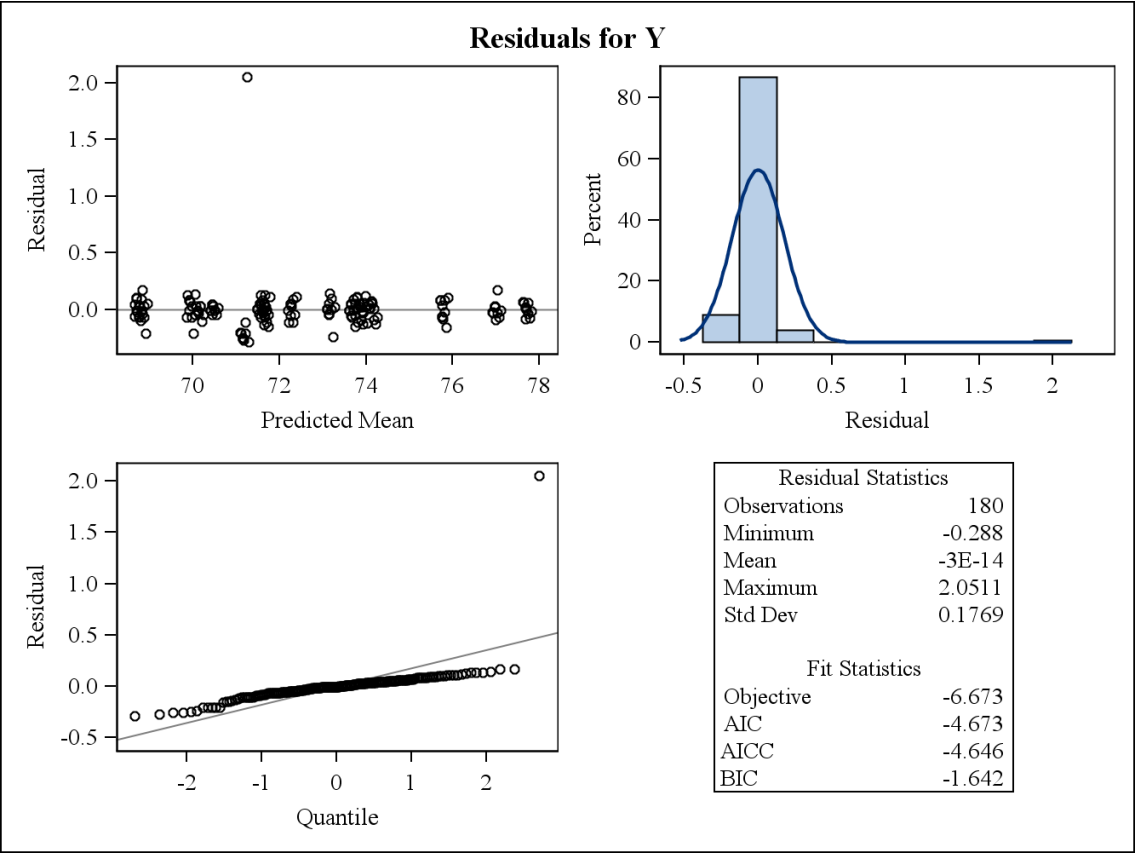 Residuals for Y
2.0
1.5
1.0
0.5
0.0
Residual
70 72 74 76 78
Predicted Mean
80
60
40
20
0
Percent
-0.5 0 0.5 1 1.5 2
Residual
2.0
1.5
1.0
0.5
0.0
-0.5
Residual
-2 -1 0 1 2
Quantile
Residual Statistics
Observations 180
Minimum -0.288
Mean -3E-14
Maximum 2.0511
Std Dev 0.1769
Fit Statistics
Objective -6.673
AIC -4.673
AICC -4.646
BIC -1.642